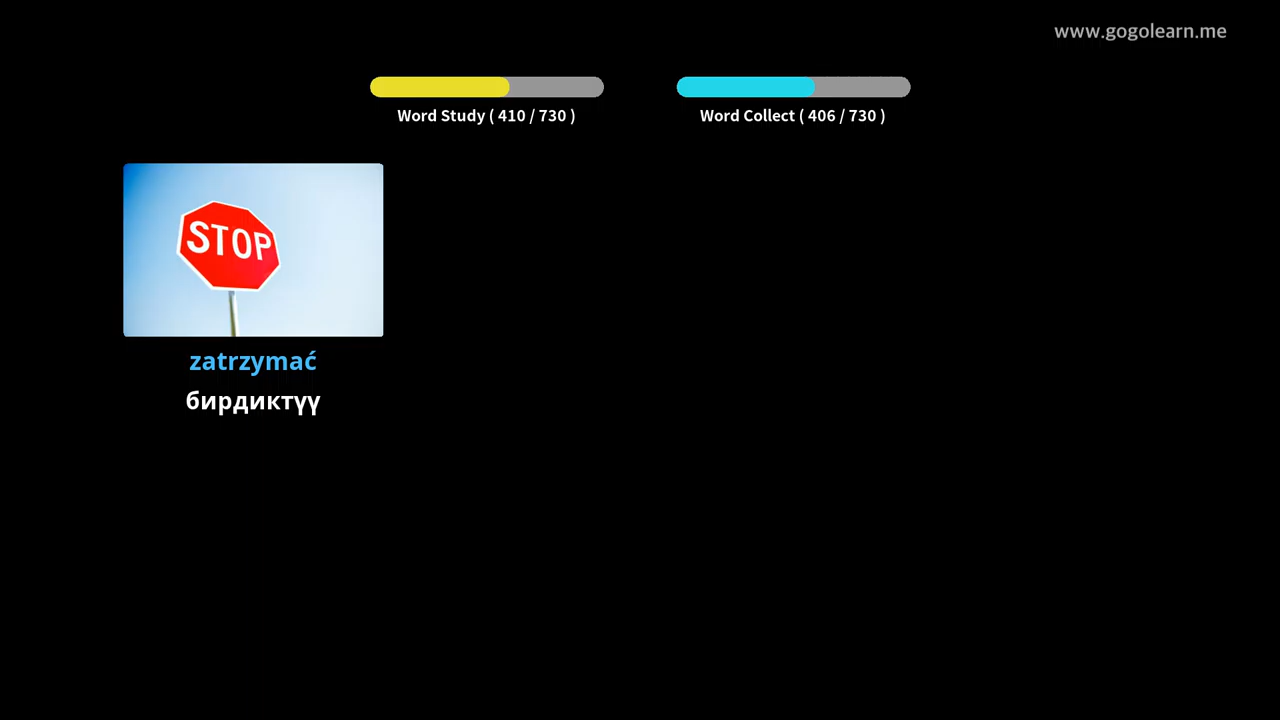 www.gogolearn.me
Word Study ( 410 / 730 )
Word Collect ( 406 / 730 )
STOP
zatrzymać
бирдиктүү